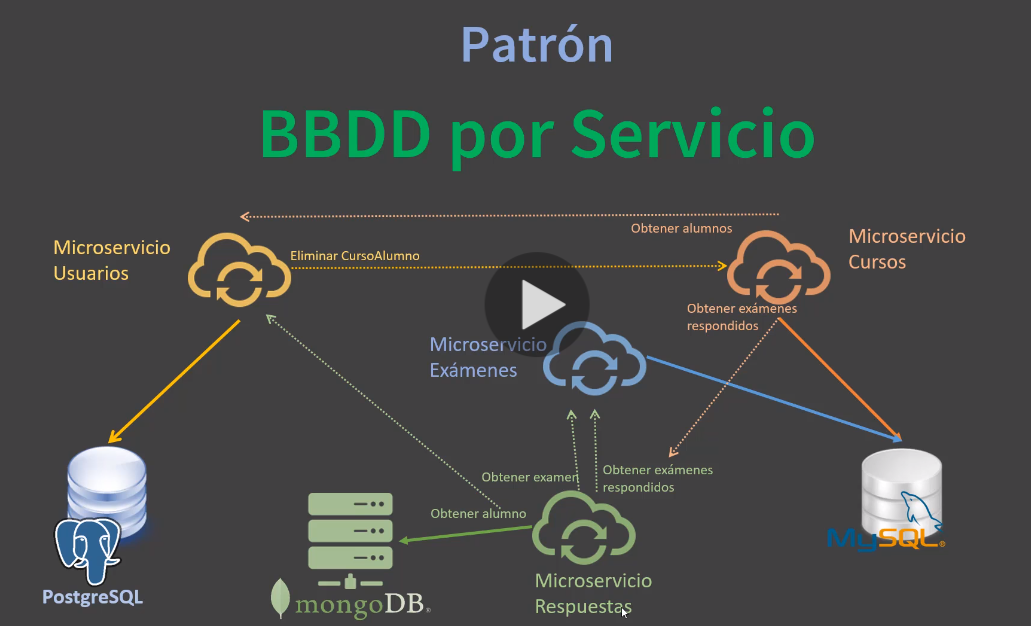 Patrón
BBDD por Servicio
Obtener alumnos
Microservicio
Usuarios
Eliminar CursoAlumno
Microservicio
Cursos
Obtener exámenes
respondidos
Microservicio
Exámenes
Obtener examen
Obtener exámenes
respondidos
Obtener alumno
Microservicio
Respuestas
PostgreSQL
mongoDB®
MySQL®